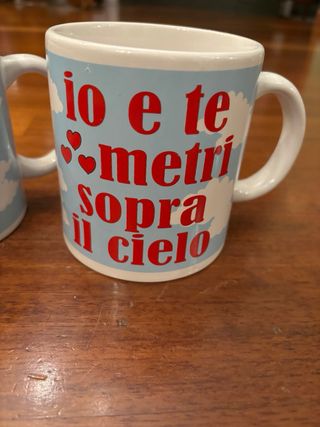 io e te
metri
sopra
il cielo